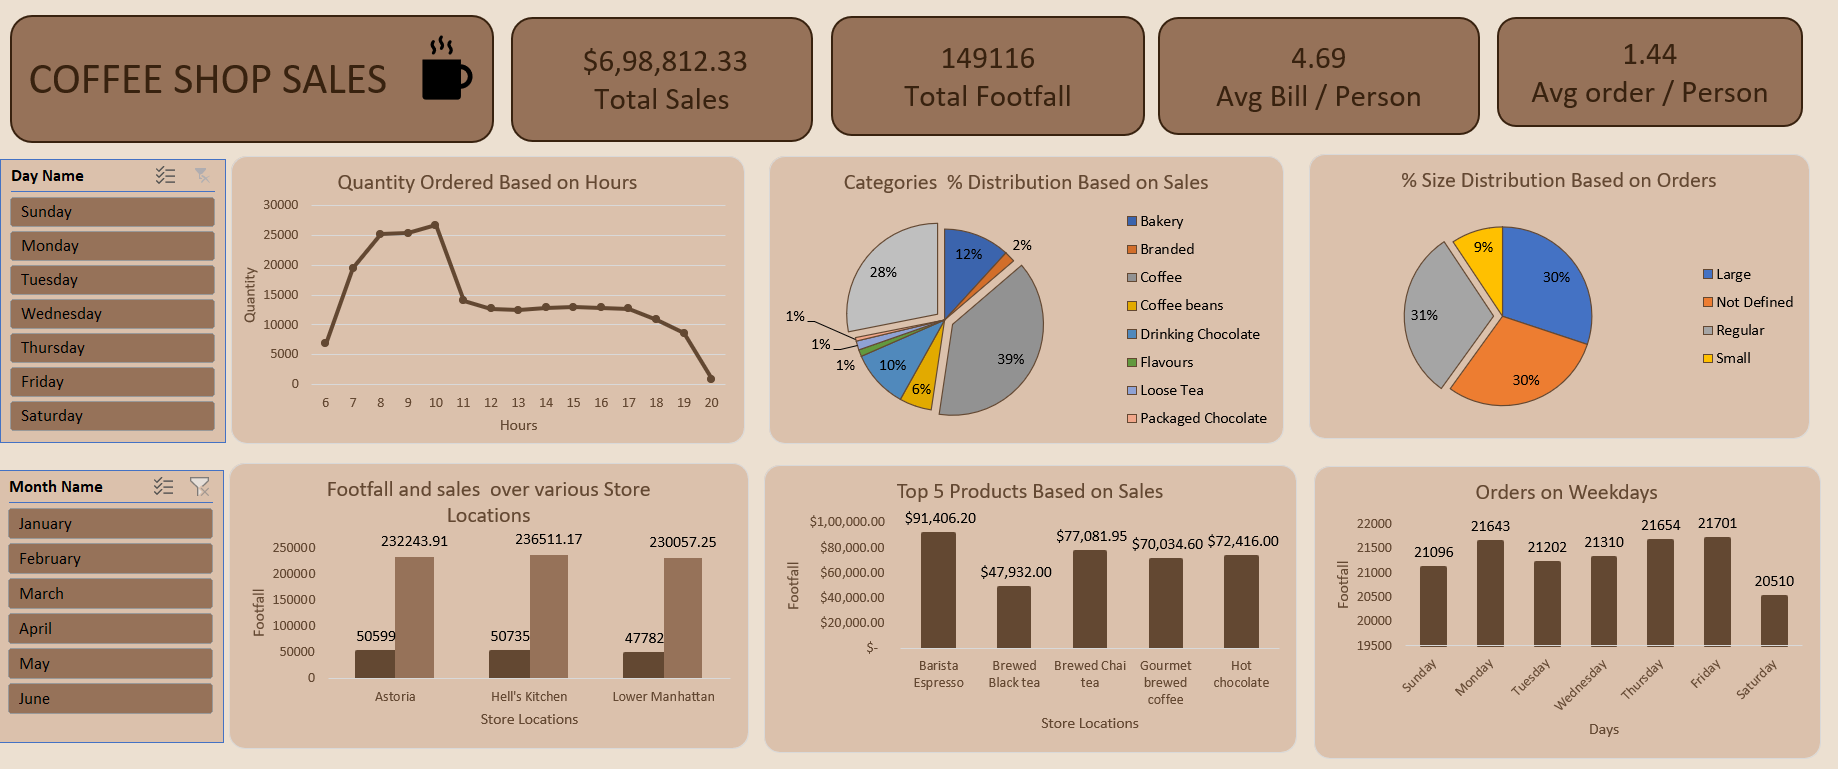 COFFEE SHOP SALES
$6,98,812.33
Total Sales
149116
Total Footfall
4.69
Avg Bill / Person
1.44
Avg order / Person
Day Name
Sunday
Monday
Tuesday
Wednesday
Thursday
Friday
Saturday
Quantity Ordered Based on Hours
30000
25000
20000
15000
10000
5000
0
Quantity
6 7 8 9 10 11 12 13 14 15 16 17 18 19 20
Hours
Categories % Distribution Based on Sales
12%
2%
39%
6%
10%
1%
1%
1%
28%
Bakery
Branded
Coffee
Coffee beans
Drinking Chocolate
Flavours
Loose Tea
Packaged Chocolate
% Size Distribution Based on Orders
30%
30%
31%
9%
Large
Not Defined
Regular
Small
Month Name
January
February
March
April
May
June
Footfall and sales over various Store
Locations
250000
200000
150000
100000
50000
0
Footfall
50599
232243.91
50735
236511.17
47782
230057.25
Astoria
Hell's Kitchen
Lower Manhattan
Store Locations
Top 5 Products Based on Sales
$1,00,000.00
$80,000.00
$60,000.00
$40,000.00
$20,000.00
$-
Footfall
$91,406.20
$47,932.00
$77,081.95
$70,034.60
$72,416.00
Barista
Espresso
Brewed
Black tea
Brewed Chai
tea
Gourmet
brewed
coffee
Hot
chocolate
Store Locations
Orders on Weekdays
22000
21500
21000
20500
20000
19500
Footfall
21096
21643
21202
21310
21654
21701
20510
Sunday
Monday
Tuesday
Wednesday
Thursday
Friday
Saturday
Days